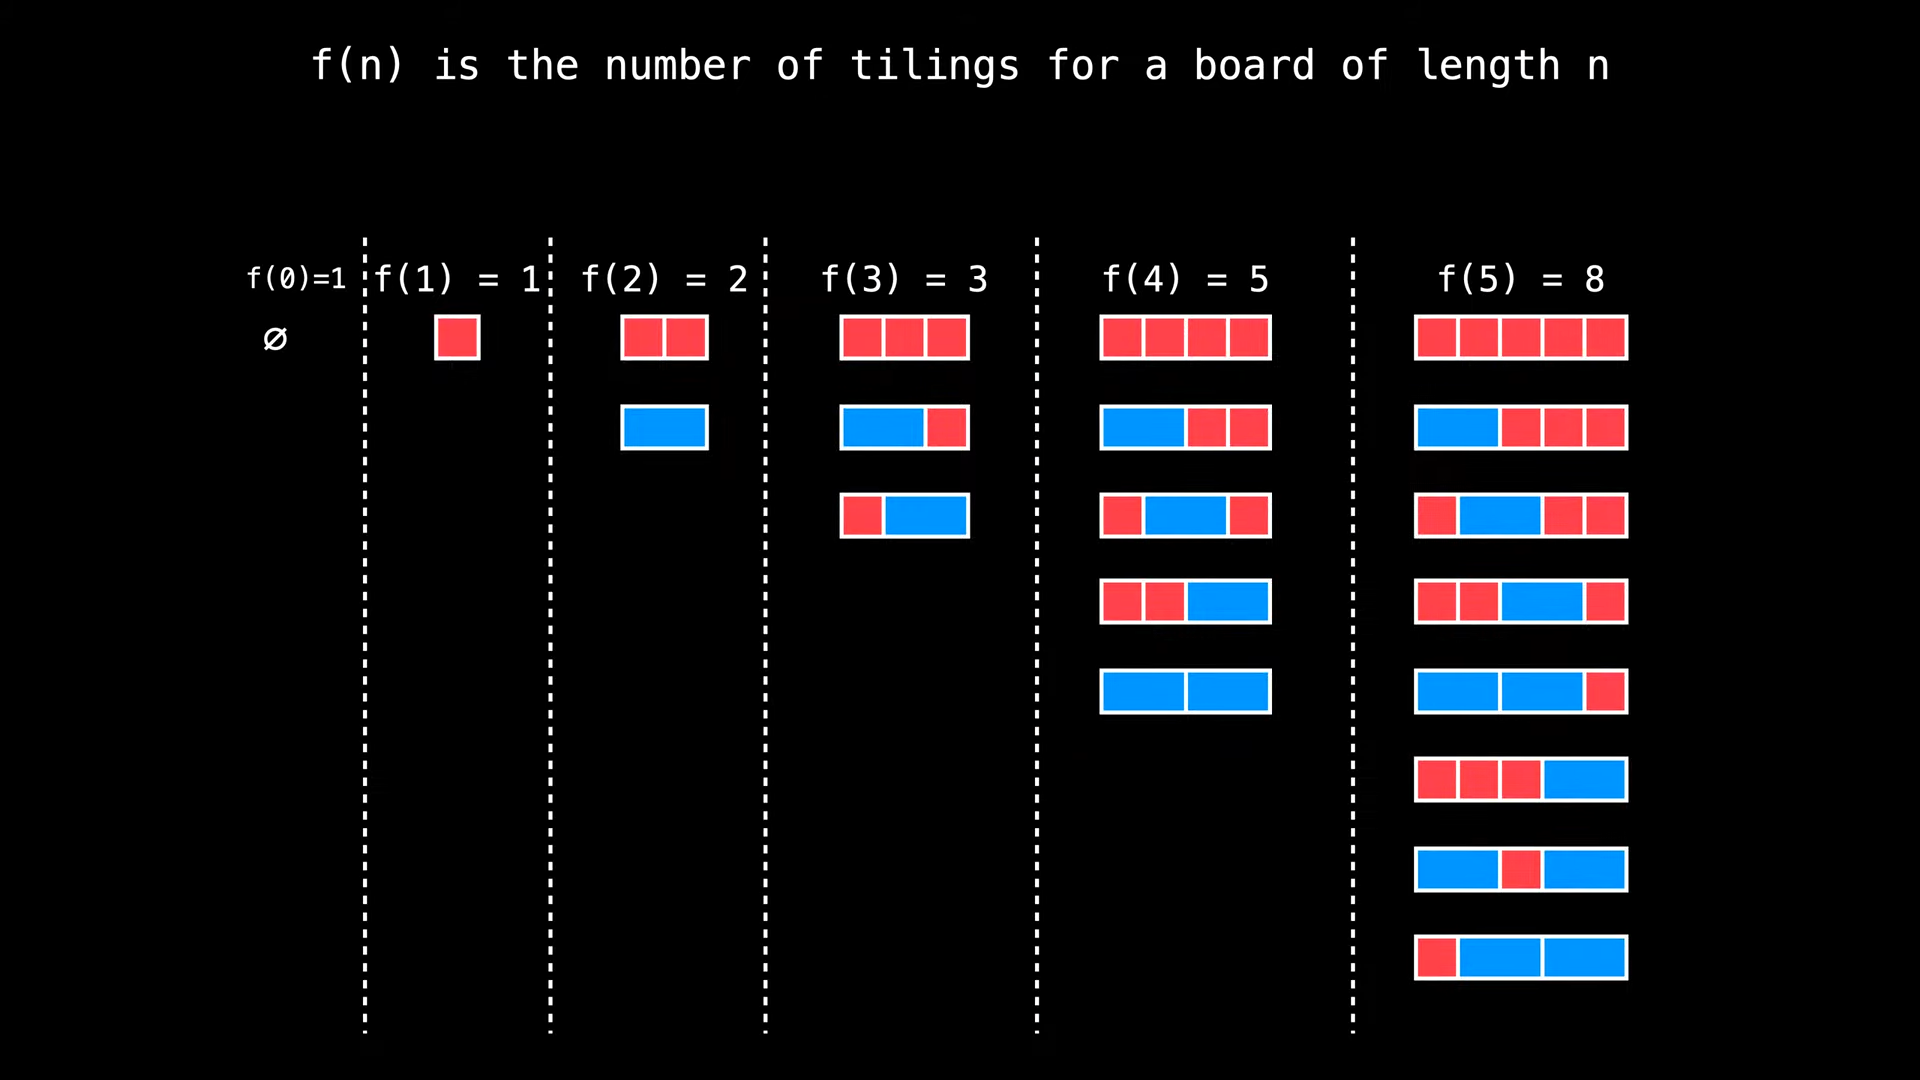 f(n) is the number of tilings for a board of length n
f(0)=1 f(1) = 1 f(2) = 2 f(3) = 3 f(4) = 5 f(5) = 8
∅